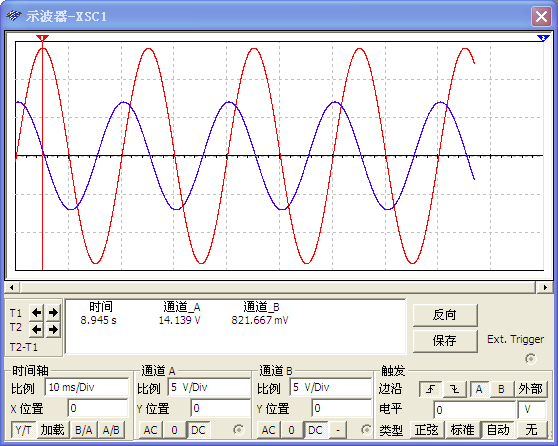 示波器-XSC1
1
2
时间 通道_A 通道_B
T1 8.945 s 14.139 V 821.667 mV
T2
T2-T1
反向
保存
Ext. Trigger
时间轴
比例 10 ms/Div
X 位置 0
Y/T 加载 B/A A/B
通道 A
比例 5 V/Div
Y 位置 0
AC 0 DC
通道 B
比例 5 V/Div
Y 位置 0
AC 0 DC -
触发
边沿 A B 外部
电平 0 V
类型 正弦 标准 自动 无